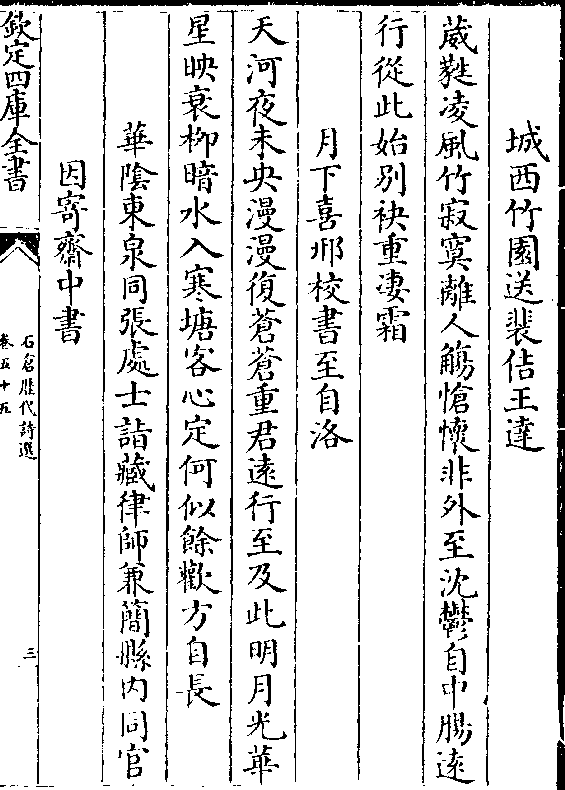 城西竹園送裴佶王達
葳蕤凌風竹寂寞離人觴愴懷非外至沈鬱自中腸遠
行從此始别袂重凄霜
月下喜邢校書至自洛
天河夜未央漫漫復蒼蒼重君遠行至及此明月光華
星映衰柳暗水入寒塘客心定何似餘歡方自長
華陰東泉同張處士詣藏律師兼簡縣内同官
因寄齋中書
欽定四庫全書
石倉歷代詩選
卷五十五
三